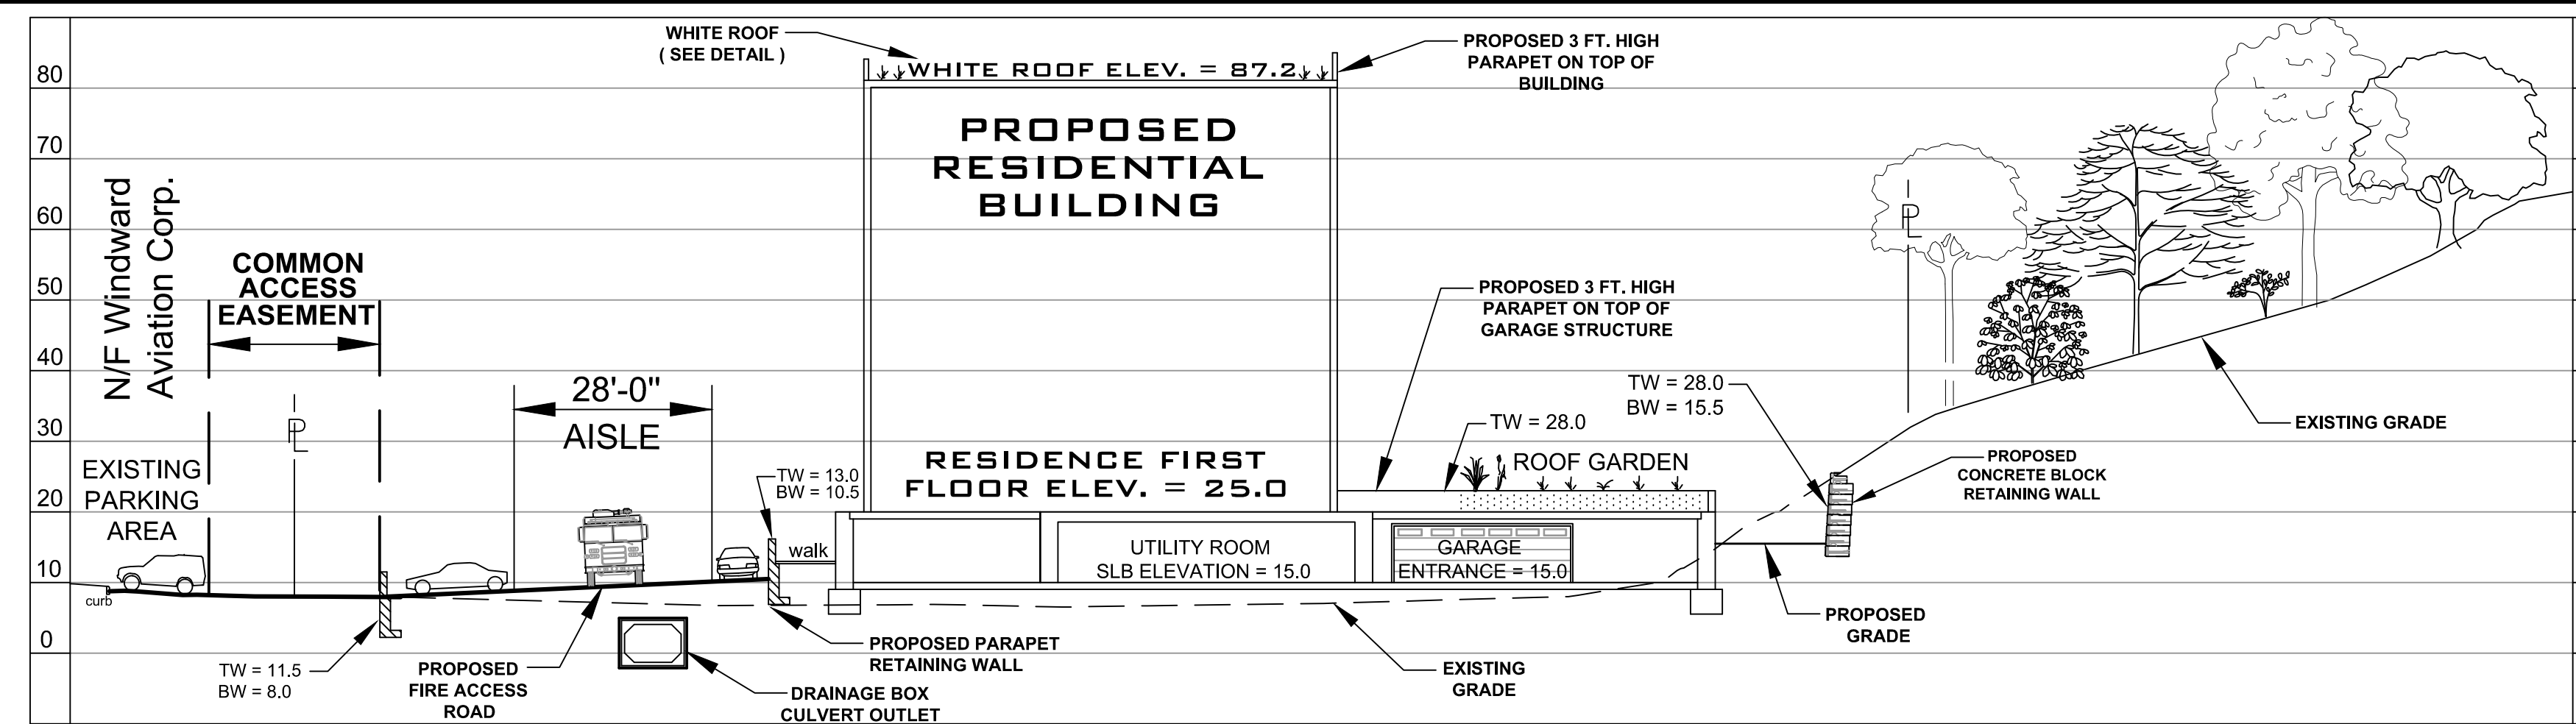 80
70
60
50
40
30
20
10
0
N/F Windward
Aviation Corp.
COMMON
ACCESS
EASEMENT
PL
EXISTING
PARKING
AREA
curb
TW = 11.5
BW = 8.0
28'-0"
AISLE
PROPOSED
FIRE ACCESS
ROAD
TW = 13.0
BW = 10.5
walk
PROPOSED PARAPET
RETAINING WALL
DRAINAGE BOX
CULVERT OUTLET
WHITE ROOF
( SEE DETAIL )
WHITE ROOF ELEV. = 87.2
PROPOSED 3 FT. HIGH
PARAPET ON TOP OF
BUILDING
PROPOSED
RESIDENTIAL
BUILDING
RESIDENCE FIRST
FLOOR ELEV. = 25.0
UTILITY ROOM
SLB ELEVATION = 15.0
GARAGE
ENTRANCE = 15.0
EXISTING
GRADE
PROPOSED 3 FT. HIGH
PARAPET ON TOP OF
GARAGE STRUCTURE
TW = 28.0
ROOF GARDEN
TW = 28.0
BW = 15.5
PL
PROPOSED
CONCRETE BLOCK
RETAINING WALL
PROPOSED
GRADE
EXISTING GRADE